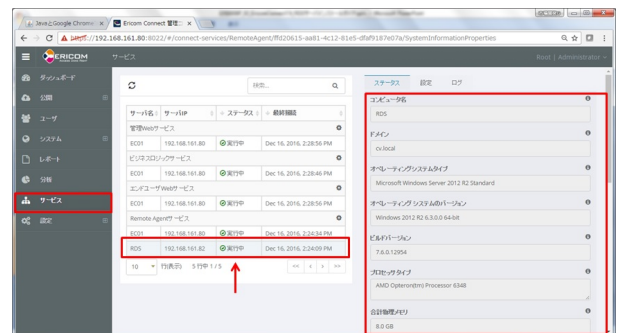 JavaとGoogle Chrome
Ericom Connect 管理
https://192.168.161.80:8022/#/connect-services/RemoteAgent/ffd20615-aa81-4c12-81e5-dfaf9187e07a/SystemInformationProperties
ERICOM
サービス
Root | Administrator
ダッシュボード
公開
ユーザ
システム
レポート
分析
サービス
設定
検索...
サーバ名 サーバIP ステータス 最終接続
管理Webサービス
EC01 192.168.161.80 実行中 Dec 16, 2016, 2:28:56 PM
ビジネスロジックサービス
EC01 192.168.161.80 実行中 Dec 16, 2016, 2:28:46 PM
エンドユーザWebサービス
EC01 192.168.161.80 実行中 Dec 16, 2016, 2:28:56 PM
Remote Agentサービス
EC01 192.168.161.80 実行中 Dec 16, 2016, 2:24:34 PM
RDS 192.168.161.82 実行中 Dec 16, 2016, 2:24:09 PM
10 行(表示) 5行中 1 / 5 << < > >>
ステータス 設定 ログ
コンピュータ名
RDS
ドメイン
cv.local
オペレーティングシステムタイプ
Microsoft Windows Server 2012 R2 Standard
オペレーティング システムのバージョン
Windows 2012 R2 6.3.0.0 64-bit
ビルドバージョン
7.6.0.12954
プロセッサタイプ
AMD Opteron(tm) Processor 6348
合計物理メモリ
8.0 GB